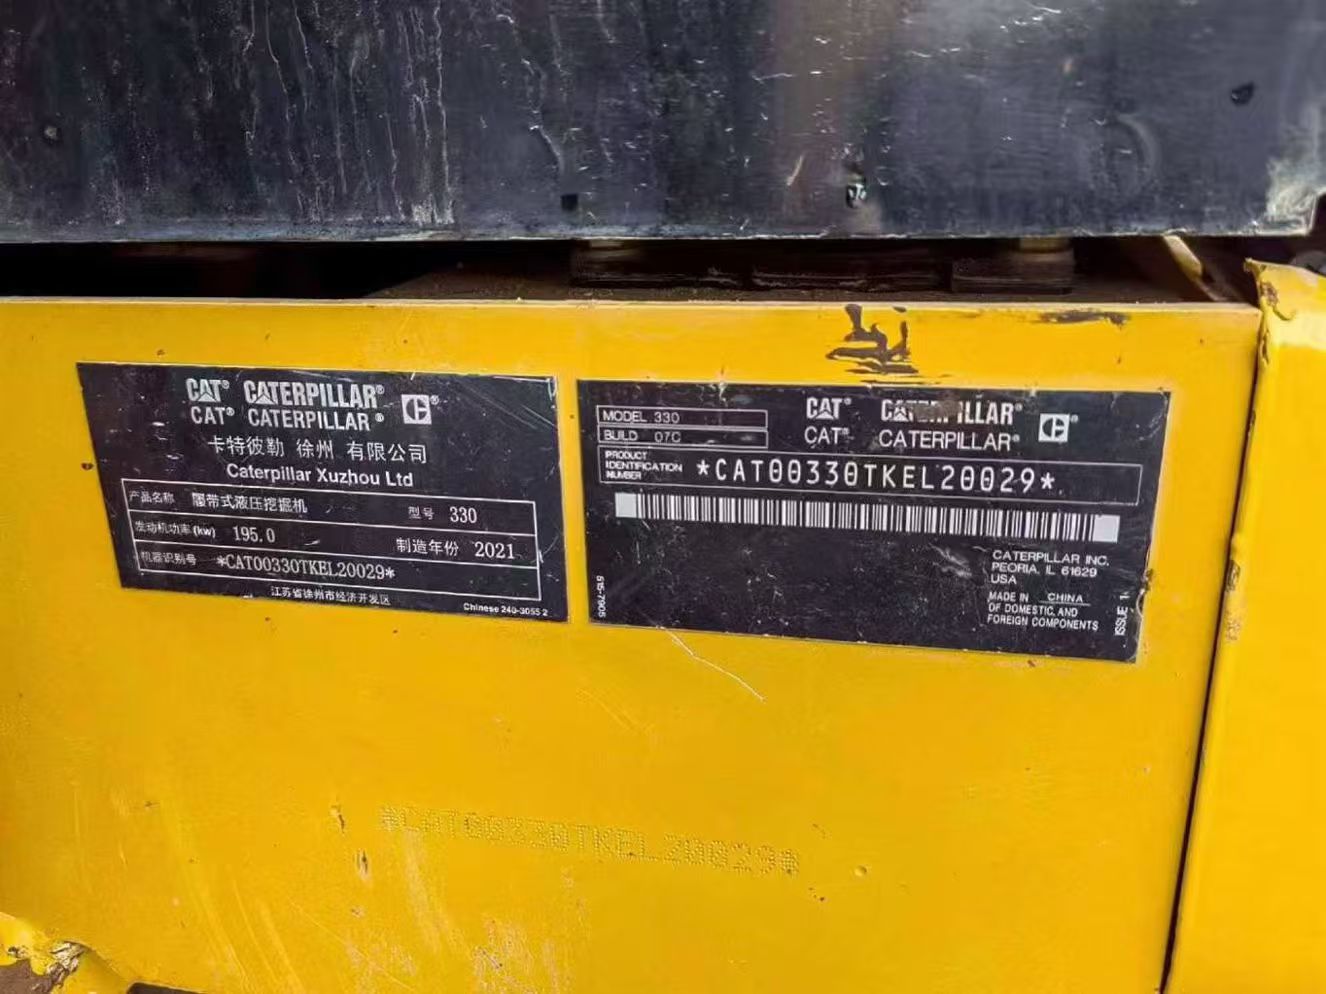 CAT® CATERPILLAR®
CAT® CATERPILLAR®
卡特彼勒 徐州 有限公司
Caterpillar Xuzhou Ltd
产品名称 履带式液压挖掘机 型号 330
发动机功率(kw) 195.0 制造年份 2021
机器识别号 *CAT00330TKEL20029*
江苏省徐州市经济开发区
Chinese 240-3055 2
MODEL 330
BUILD 07C
CAT® CATERPILLAR®
CAT® CATERPILLAR®
PRODUCT
IDENTIFICATION
NUMBER
*CAT00330TKEL20029*
CATERPILLAR INC.
PEORIA, IL 61629
USA
MADE IN CHINA
OF DOMESTIC AND
FOREIGN COMPONENTS
515-7906
ISSUE
*CAT00330TKEL20029*